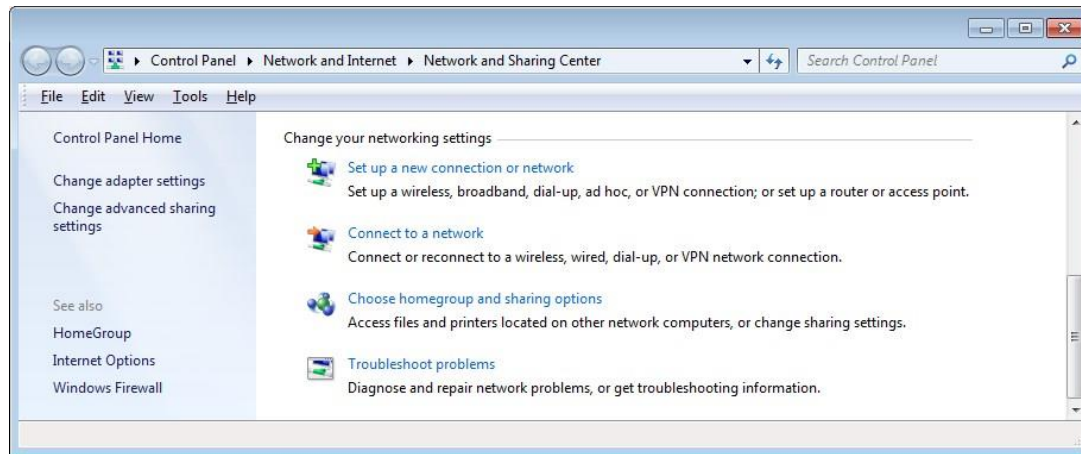 Control Panel Network and Internet Network and Sharing Center Search Control Panel
File Edit View Tools Help
Control Panel Home
Change adapter settings
Change advanced sharing
settings
See also
HomeGroup
Internet Options
Windows Firewall
Change your networking settings
Set up a new connection or network
Set up a wireless, broadband, dial-up, ad hoc, or VPN connection; or set up a router or access point.
Connect to a network
Connect or reconnect to a wireless, wired, dial-up, or VPN network connection.
Choose homegroup and sharing options
Access files and printers located on other network computers, or change sharing settings.
Troubleshoot problems
Diagnose and repair network problems, or get troubleshooting information.